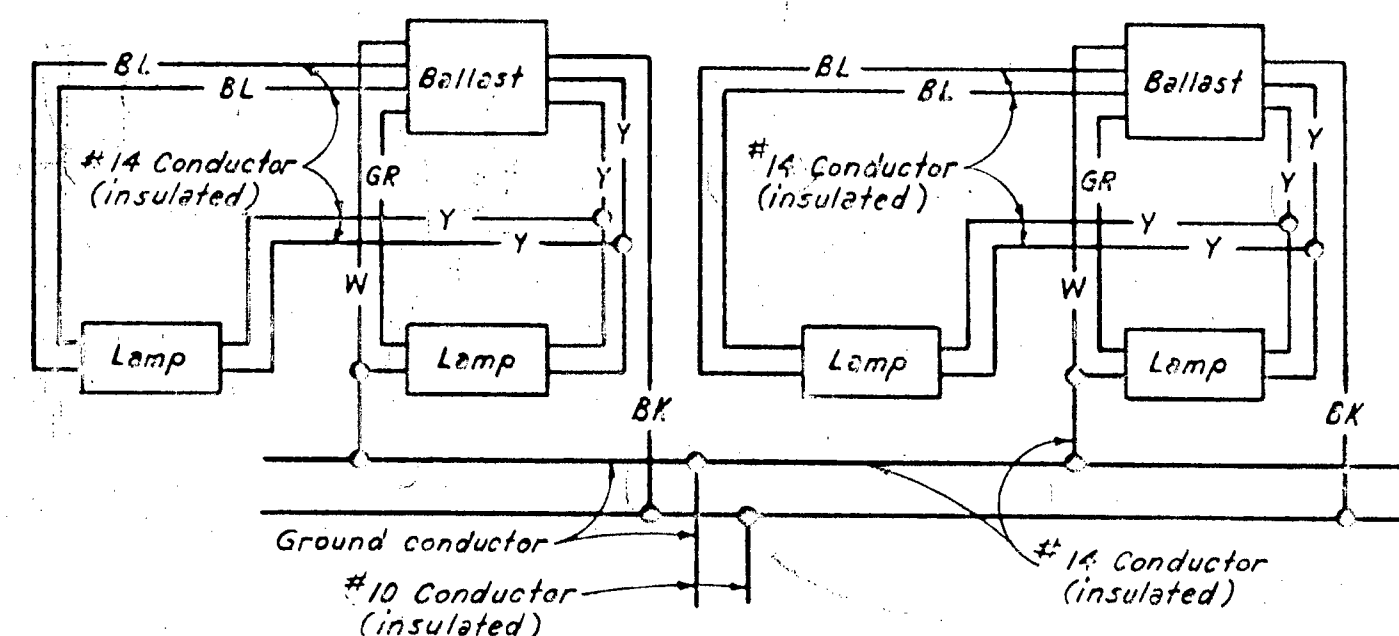 BL
BL
Ballast
Y
Y
#14 Conductor
(insulated)
GR
Y
Y
W
Lamp
Lamp
BK
BL
BL
Ballast
Y
Y
#14 Conductor
(insulated)
GR
Y
Y
W
Lamp
Lamp
BK
Ground conductor
#10 Conductor
(insulated)
#14 Conductor
(insulated)